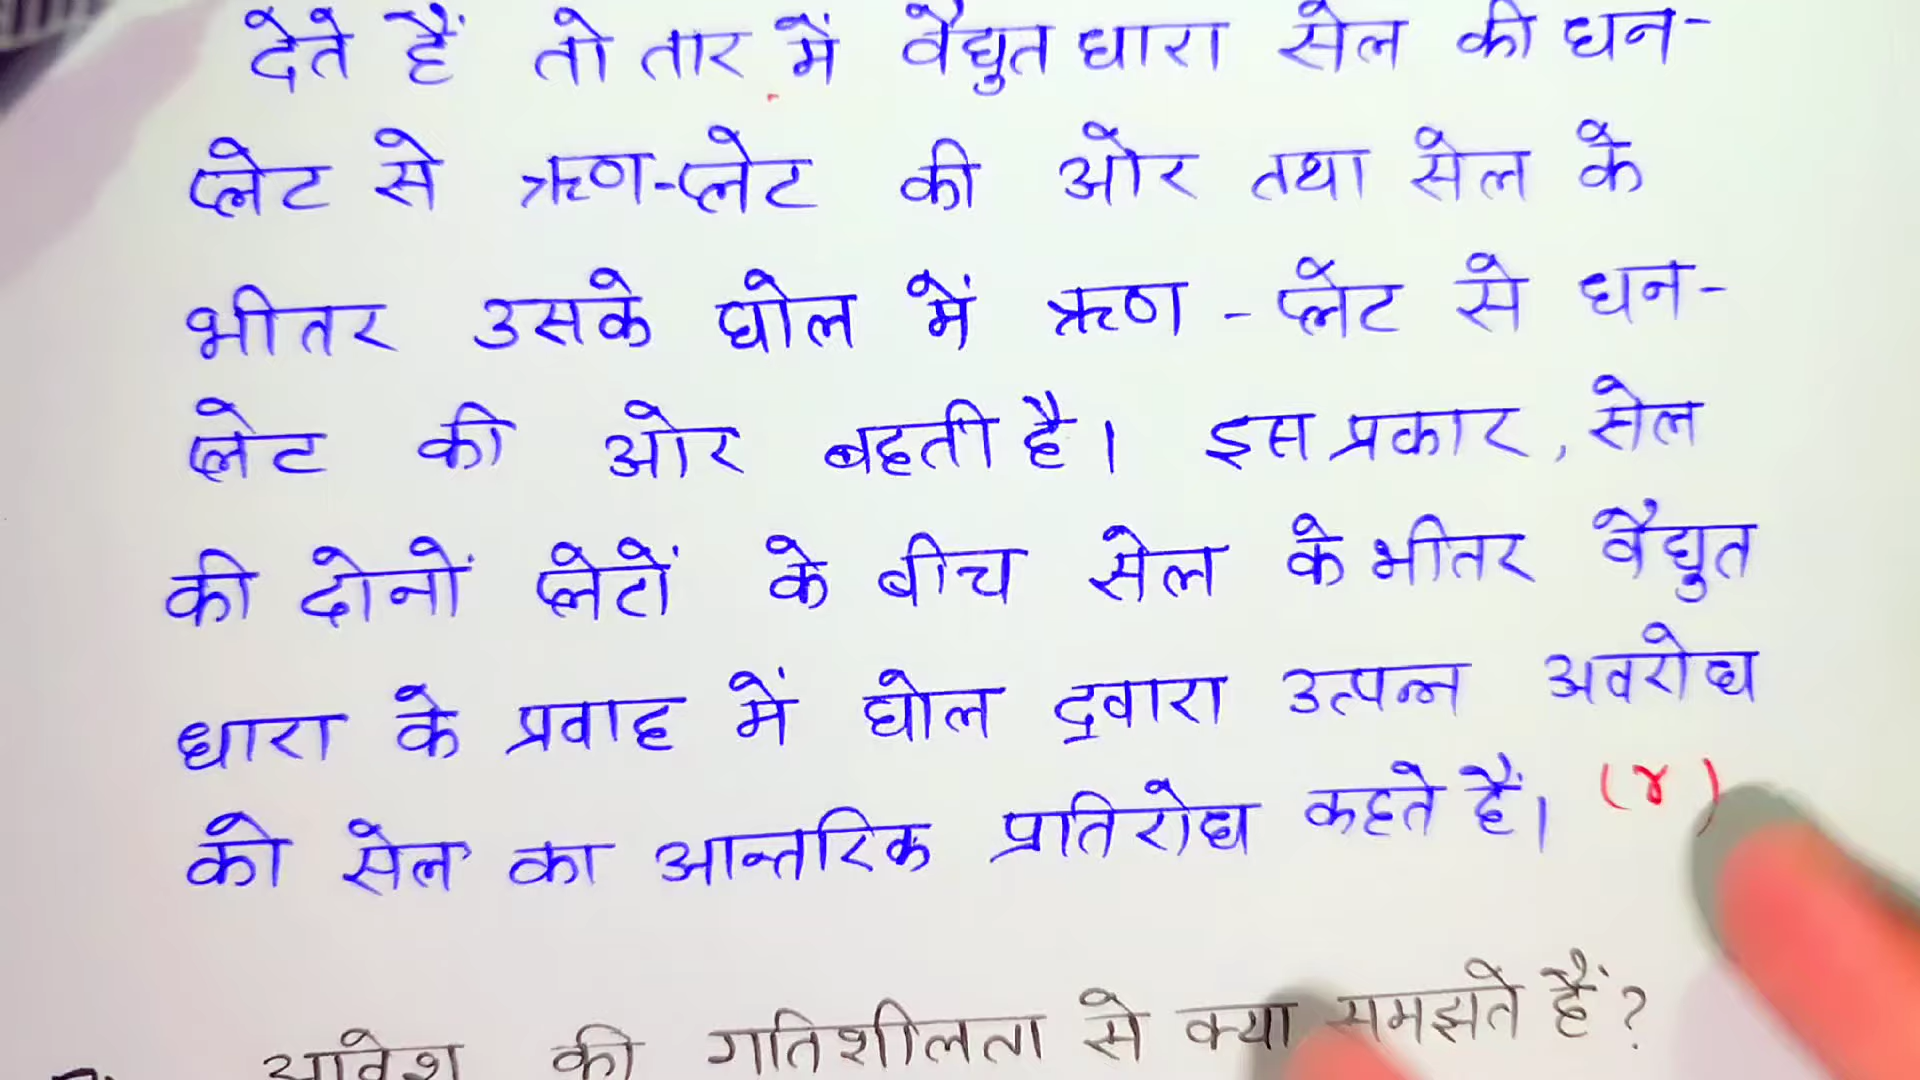 देते हैं तो तार में वैद्युत धारा सेल की धन-
प्लेट से ऋण-प्लेट की ओर तथा सेल के
भीतर उसके घोल में ऋण - प्लेट से धन-
प्लेट की ओर बहती है। इस प्रकार, सेल
की दोनों प्लेटों के बीच सेल के भीतर वैद्युत
धारा के प्रवाह में घोल द्वारा उत्पन्न अवरोध
को सेल का आन्तरिक प्रतिरोध कहते हैं। (r)
आवेश की गतिशीलता से क्या समझते हैं?